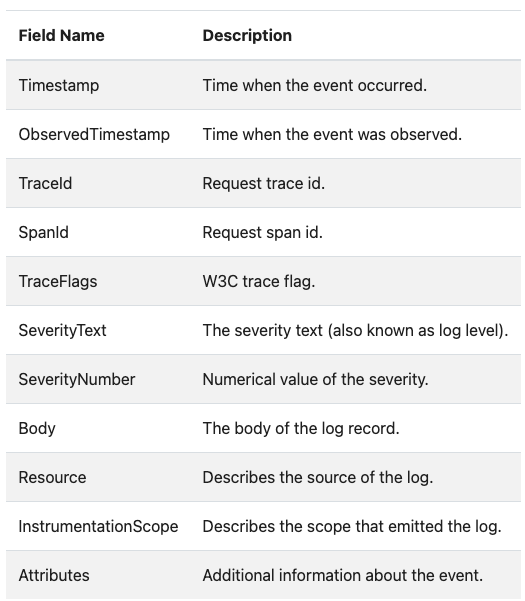 Field Name Description
Timestamp Time when the event occurred.
ObservedTimestamp Time when the event was observed.
TraceId Request trace id.
SpanId Request span id.
TraceFlags W3C trace flag.
SeverityText The severity text (also known as log level).
SeverityNumber Numerical value of the severity.
Body The body of the log record.
Resource Describes the source of the log.
InstrumentationScope Describes the scope that emitted the log.
Attributes Additional information about the event.